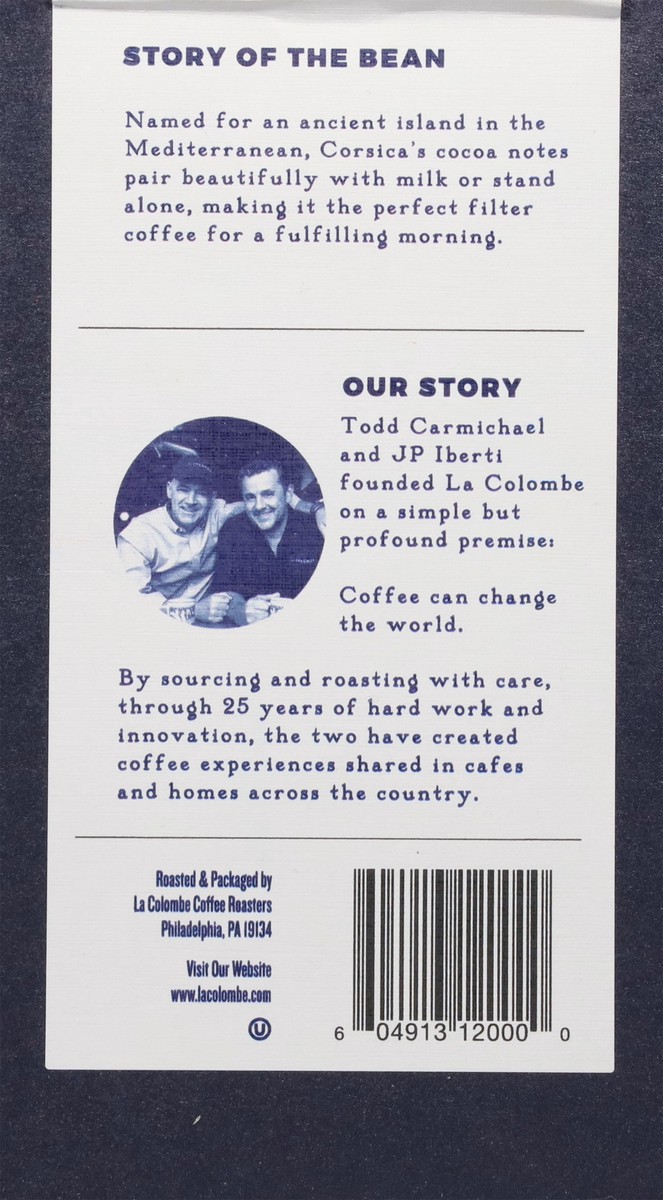 STORY OF THE BEAN
Named for an ancient island in the
Mediterranean, Corsica's cocoa notes
pair beautifully with milk or stand
alone, making it the perfect filter
coffee for a fulfilling morning.
OUR STORY
Todd Carmichael
and JP Iberti
founded La Colombe
on a simple but
profound premise:
Coffee can change
the world.
By sourcing and roasting with care,
through 25 years of hard work and
innovation, the two have created
coffee experiences shared in cafes
and homes across the country.
Roasted & Packaged by
La Colombe Coffee Roasters
Philadelphia, PA 19134
Visit Our Website
www.lacolombe.com
U
6 04913 12000 0